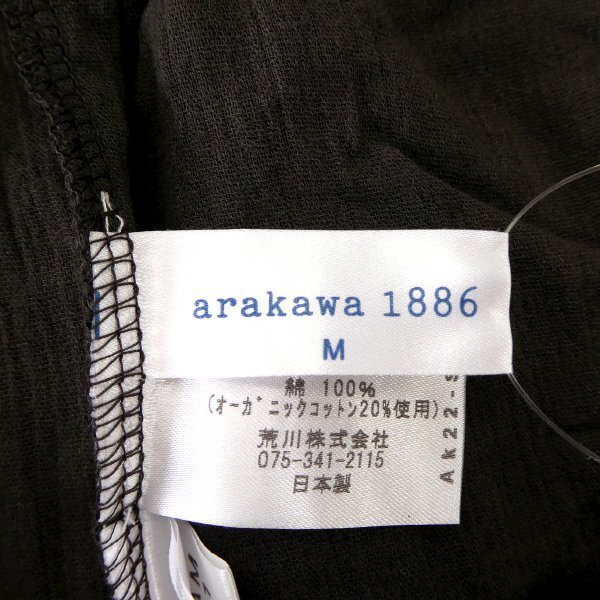 arakawa 1886
M
綿 100%
(オーガニックコットン20%使用)
荒川株式会社
075-341-2115
日本製
Ak22-S